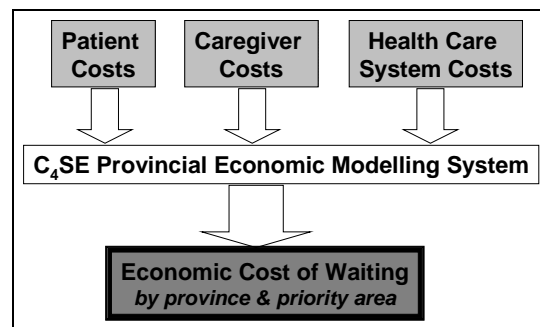 Patient
Costs
Caregiver
Costs
Health Care
System Costs
C₄SE Provincial Economic Modelling System
Economic Cost of Waiting
by province & priority area